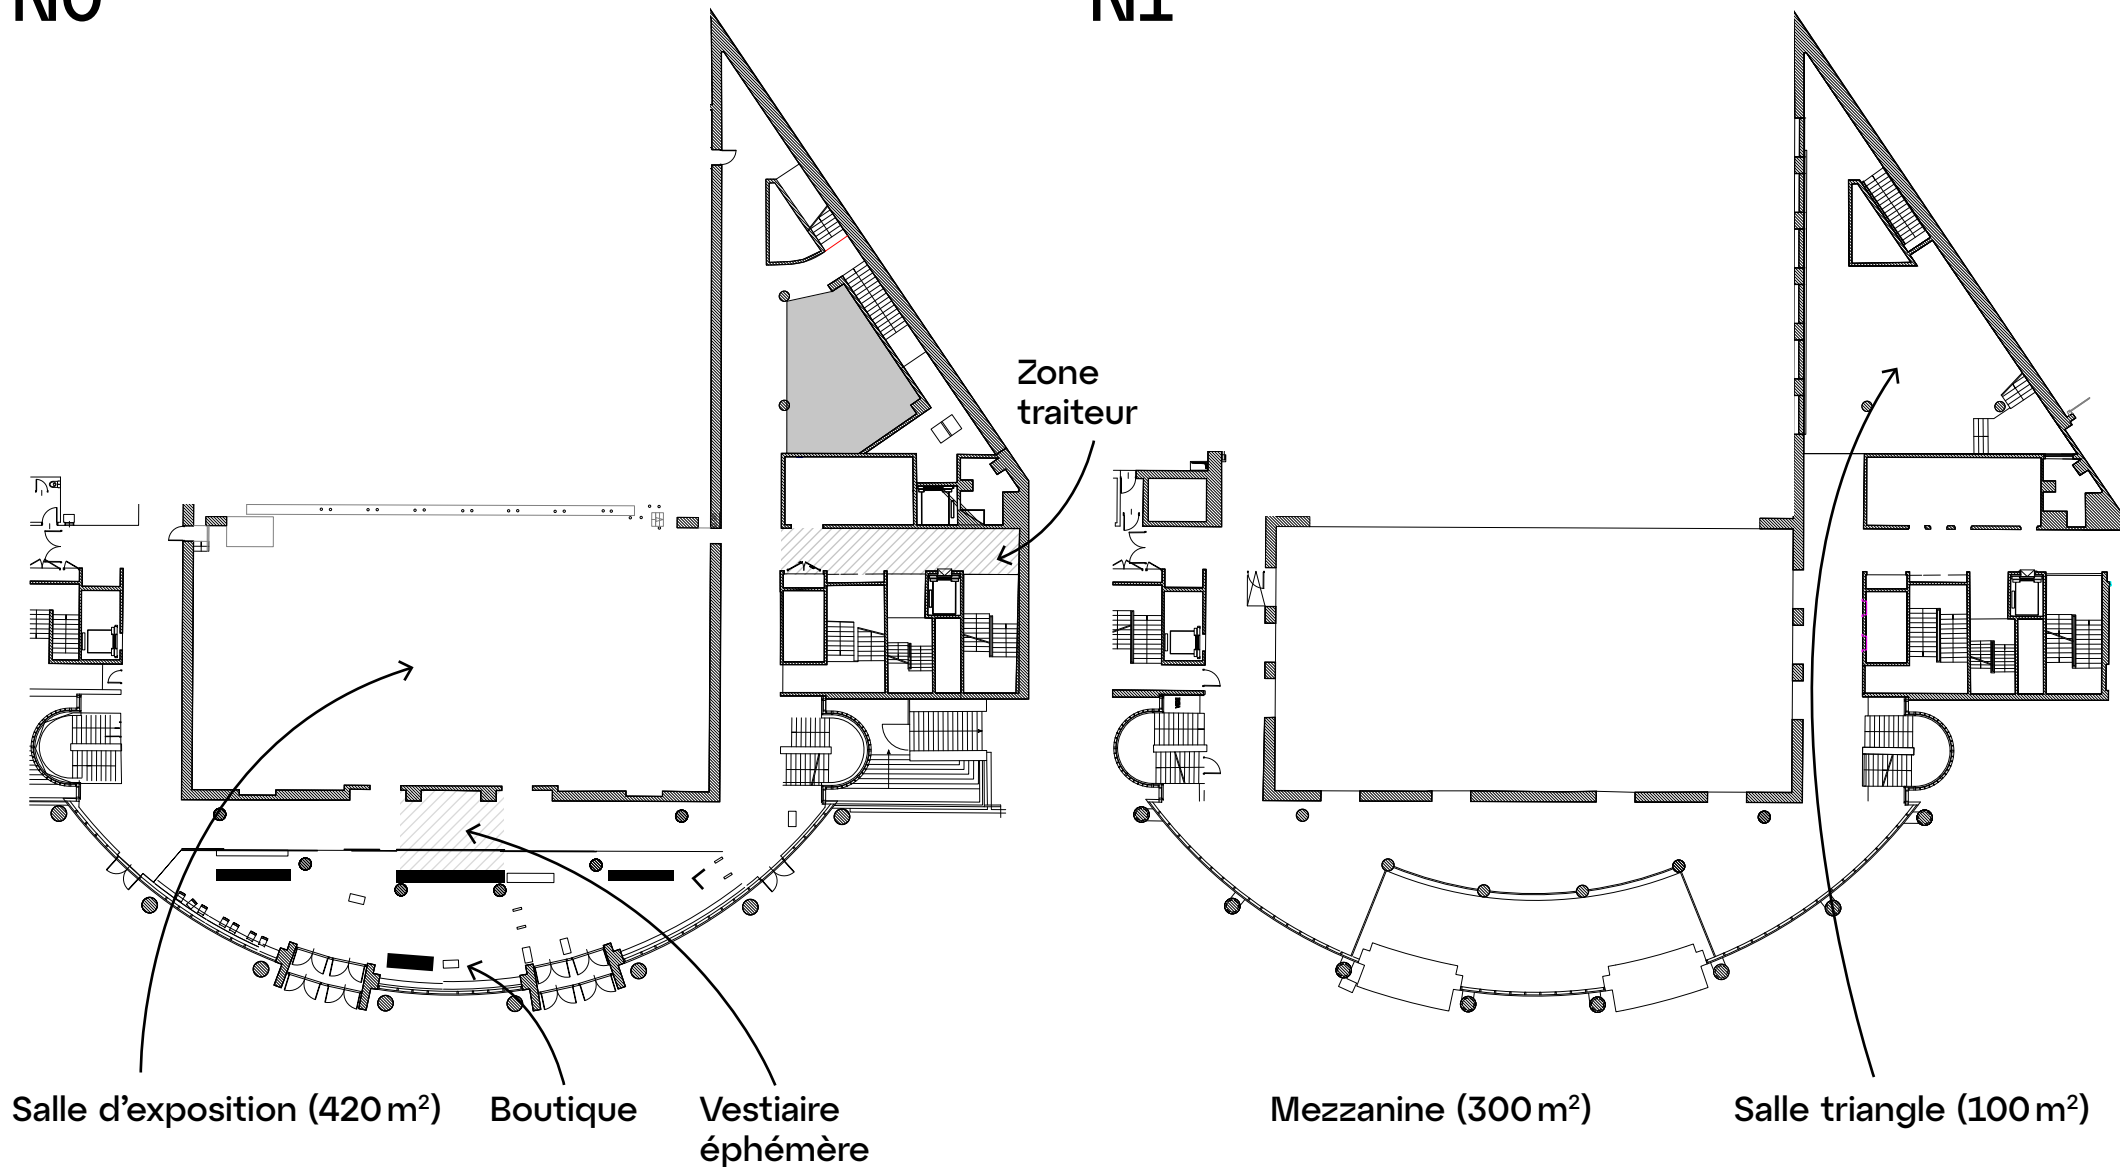 N0
N1
Zone
traiteur
Salle d’exposition (420 m²)
Boutique
Vestiaire
éphémère
Mezzanine (300 m²)
Salle triangle (100 m²)